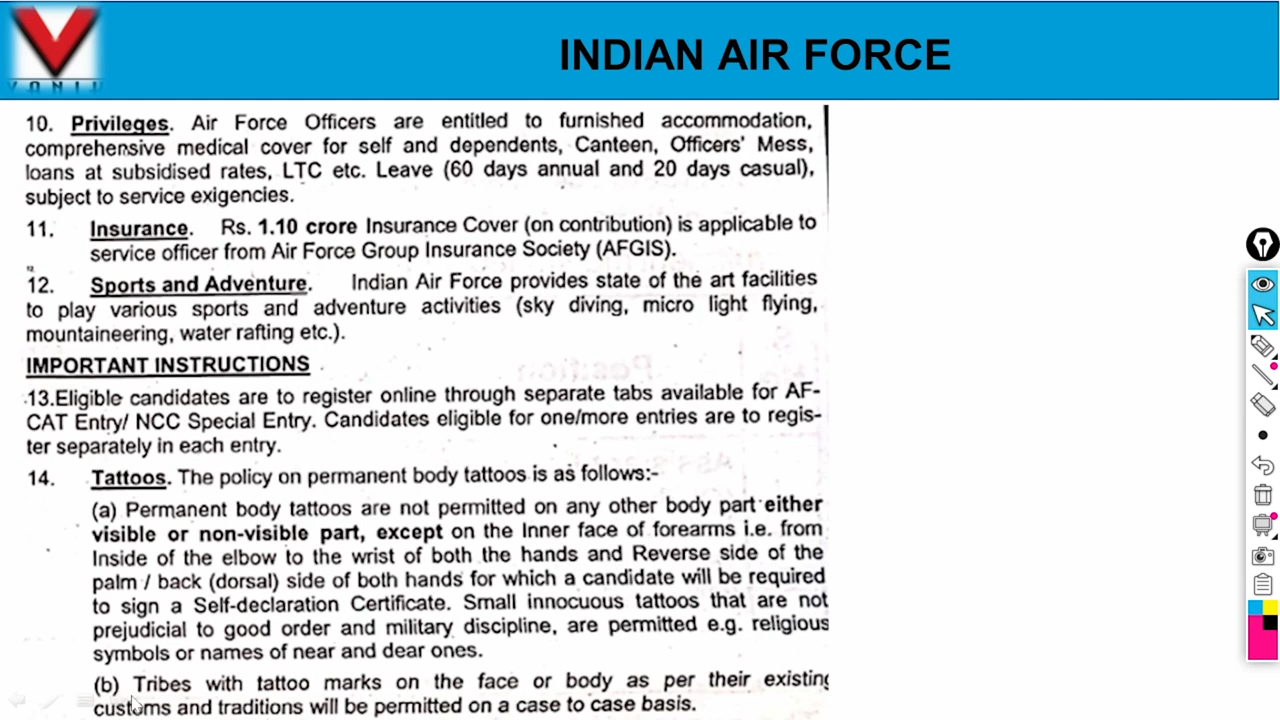 INDIAN AIR FORCE
VANIJ
10. Privileges. Air Force Officers are entitled to furnished accommodation,
comprehensive medical cover for self and dependents, Canteen, Officers' Mess,
loans at subsidised rates, LTC etc. Leave (60 days annual and 20 days casual),
subject to service exigencies.
11. Insurance. Rs. 1.10 crore Insurance Cover (on contribution) is applicable to
service officer from Air Force Group Insurance Society (AFGIS).
12. Sports and Adventure. Indian Air Force provides state of the art facilities
to play various sports and adventure activities (sky diving, micro light flying,
mountaineering, water rafting etc.).
IMPORTANT INSTRUCTIONS
13.Eligible candidates are to register online through separate tabs available for AF-
CAT Entry/ NCC Special Entry. Candidates eligible for one/more entries are to regis-
ter separately in each entry.
14. Tattoos. The policy on permanent body tattoos is as follows:-
(a) Permanent body tattoos are not permitted on any other body part either
visible or non-visible part, except on the Inner face of forearms i.e. from
Inside of the elbow to the wrist of both the hands and Reverse side of the
palm / back (dorsal) side of both hands for which a candidate will be required
to sign a Self-declaration Certificate. Small innocuous tattoos that are not
prejudicial to good order and military discipline, are permitted e.g. religious
symbols or names of near and dear ones.
(b) Tribes with tattoo marks on the face or body as per their existing
customs and traditions will be permitted on a case to case basis.